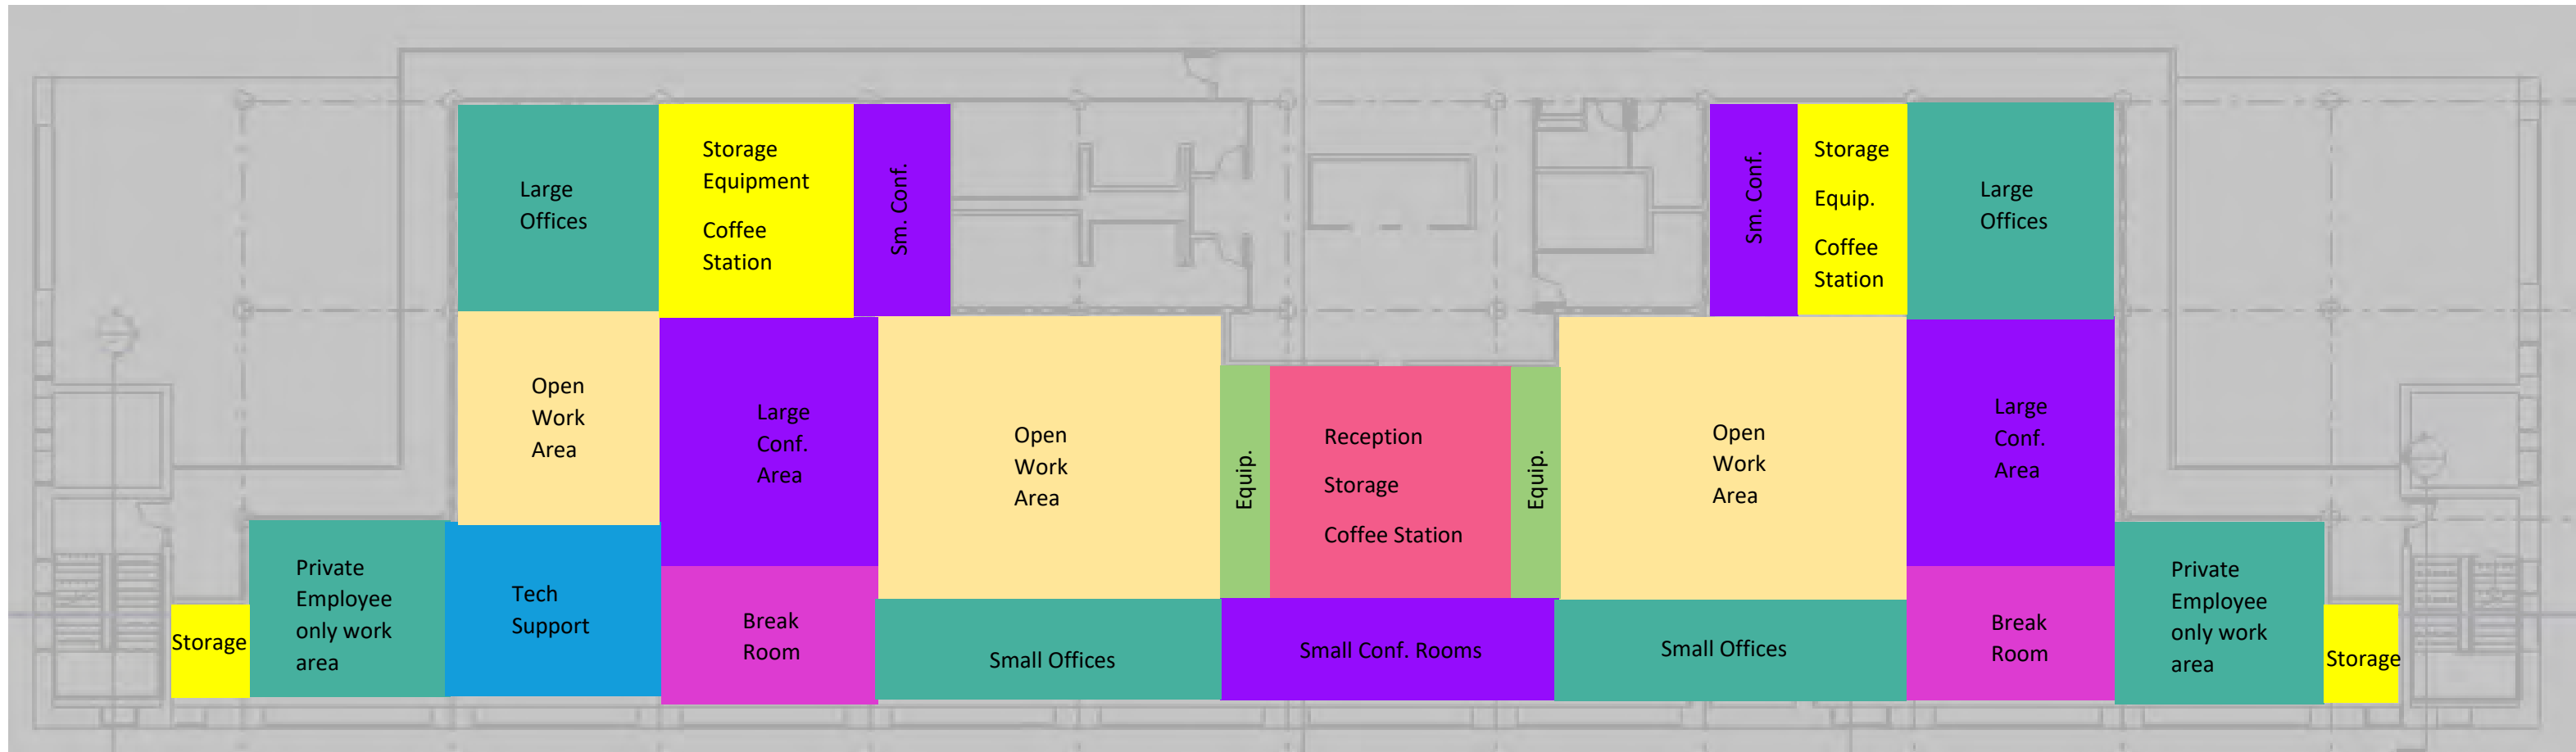 Large
Offices
Storage
Equipment
Coffee
Station
Sm. Conf.
Sm. Conf.
Storage
Equip.
Coffee
Station
Large
Offices
Open
Work
Area
Large
Conf.
Area
Open
Work
Area
Equip.
Reception
Storage
Coffee Station
Equip.
Open
Work
Area
Large
Conf.
Area
Storage
Private
Employee
only work
area
Tech
Support
Break
Room
Small Offices
Small Conf. Rooms
Small Offices
Break
Room
Private
Employee
only work
area
Storage